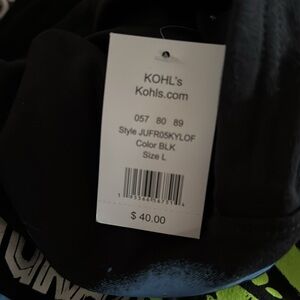 KOHL's
Kohls.com
057 80 89
Style JUFR05KYLOF
Color BLK
Size L
$ 40.00